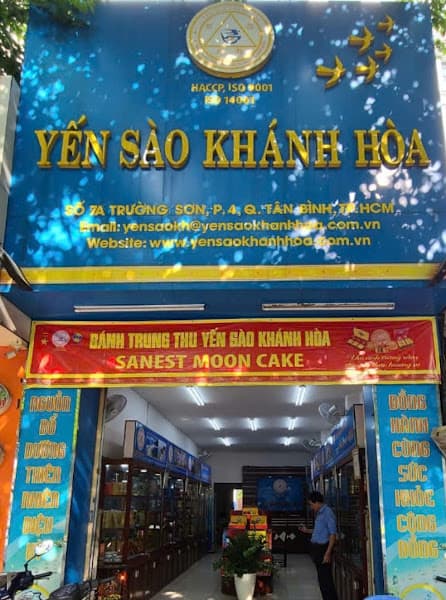 HACCP, ISO 9001
ISO 14001
YẾN SÀO KHÁNH HÒA
SỐ 7A TRƯỜNG SƠN, P. 4, Q. TÂN BÌNH, TP.HCM
Email: yensaokh@yensaokhanhhoa.com.vn
Website: www.yensaokhanhhoa.com.vn
BÁNH TRUNG THU YẾN SÀO KHÁNH HÒA
SANEST MOON CAKE
NGUỒN
BỔ
DƯỠNG
THIÊN
NHIÊN
ĐỒNG
HÀNH
CÙNG
SỨC
KHỎE
CỘNG
ĐỒNG